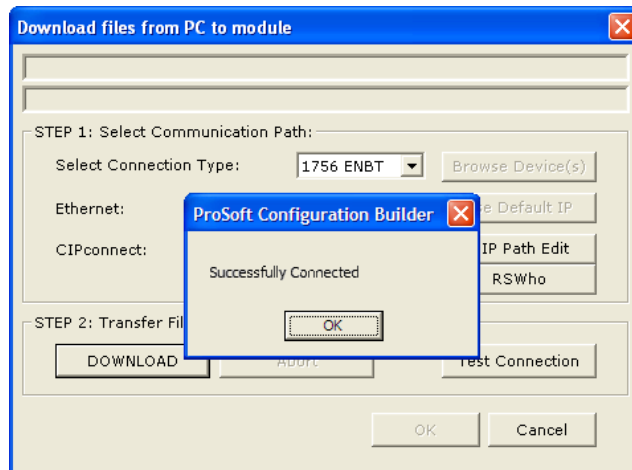 Download files from PC to module
STEP 1: Select Communication Path:
Select Connection Type: 1756 ENBT Browse Device(s)
Ethernet: Default IP
ProSoft Configuration Builder
CIPconnect: IP Path Edit
Successfully Connected
RSWho
OK
STEP 2: Transfer
DOWNLOAD Abort Test Connection
OK Cancel